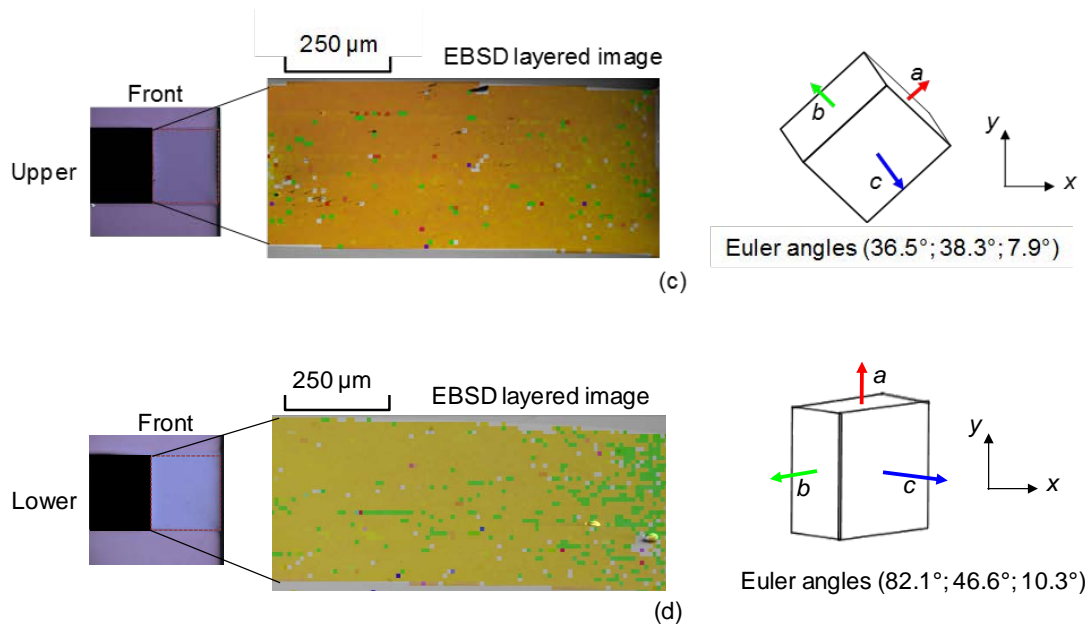 250 µm
EBSD layered image
Front
Upper
a
b
c
y
x
Euler angles (36.5°; 38.3°; 7.9°)
(c)
250 µm
EBSD layered image
Front
Lower
a
b
c
y
x
Euler angles (82.1°; 46.6°; 10.3°)
(d)